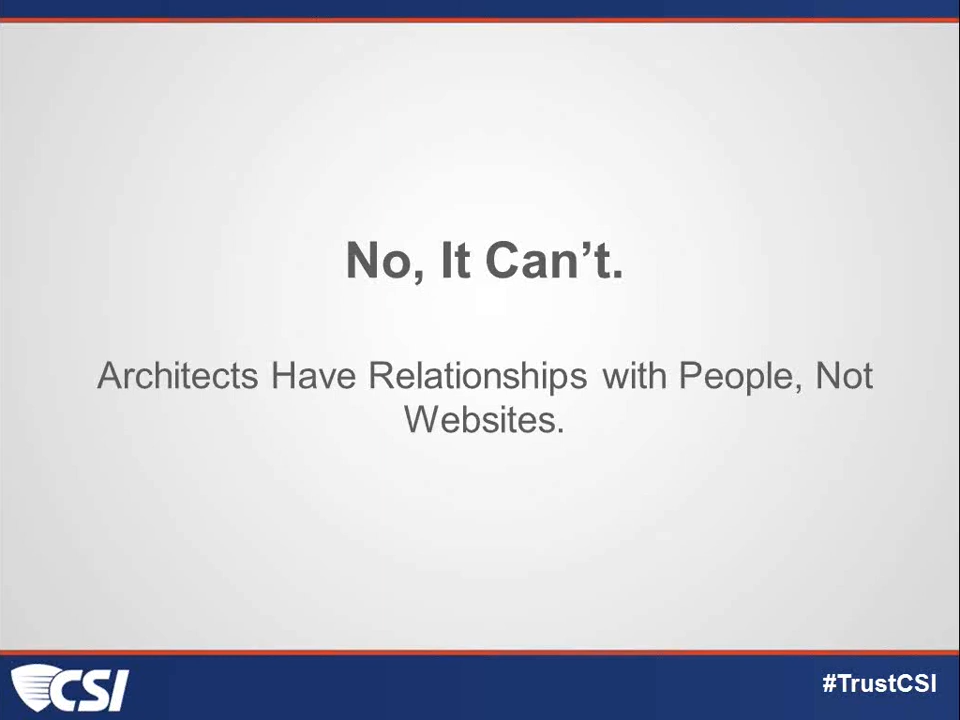 No, It Can’t.
Architects Have Relationships with People, Not
Websites.
CSI
#TrustCSI